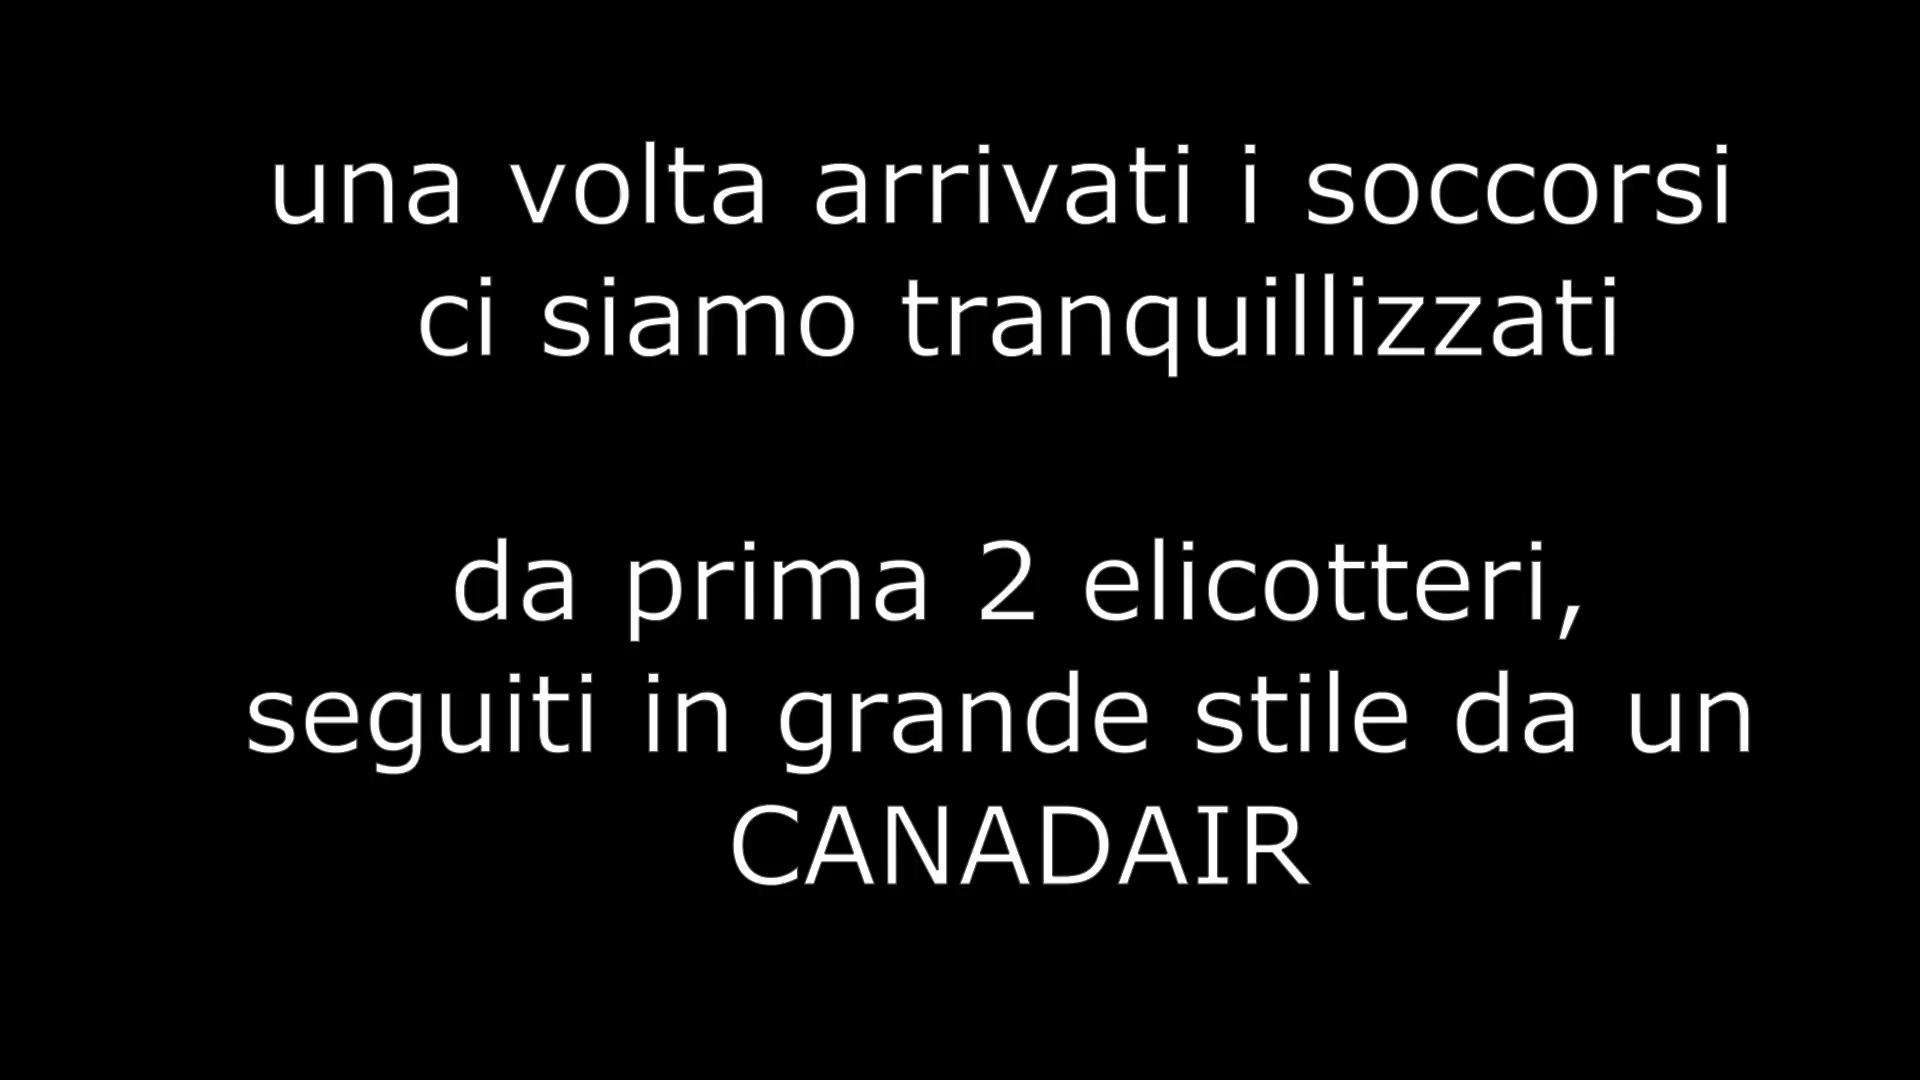 una volta arrivati i soccorsi
ci siamo tranquillizzati
da prima 2 elicotteri,
seguiti in grande stile da un
CANADAIR